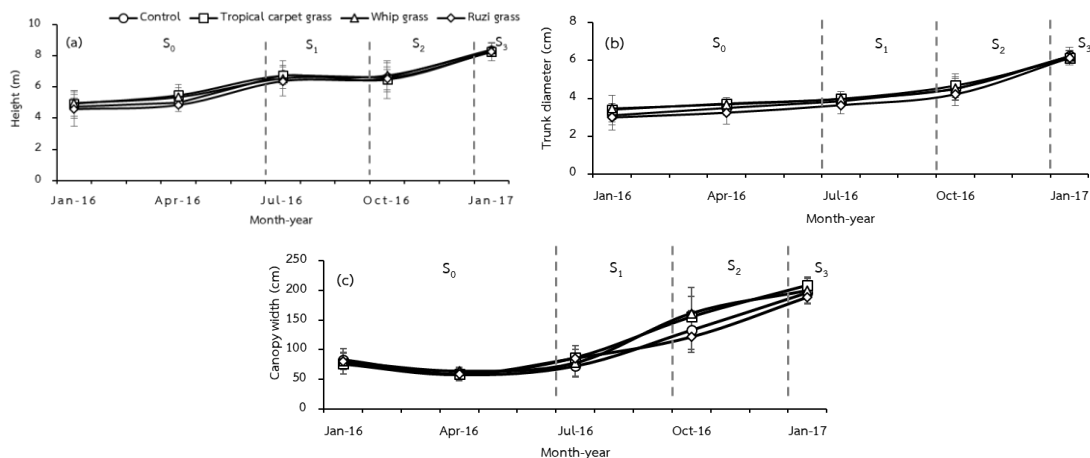 Control Tropical carpet grass Whip grass Ruzi grass
(a)
S₀ S₁ S₂ S₃
Height (m)
10
8
6
4
2
0
Jan-16 Apr-16 Jul-16 Oct-16 Jan-17
Month-year
(b)
S₀ S₁ S₂ S₃
Trunk diameter (cm)
8
6
4
2
0
Jan-16 Apr-16 Jul-16 Oct-16 Jan-17
Month-year
(c)
S₀ S₁ S₂ S₃
Canopy width (cm)
250
200
150
100
50
0
Jan-16 Apr-16 Jul-16 Oct-16 Jan-17
Month-year